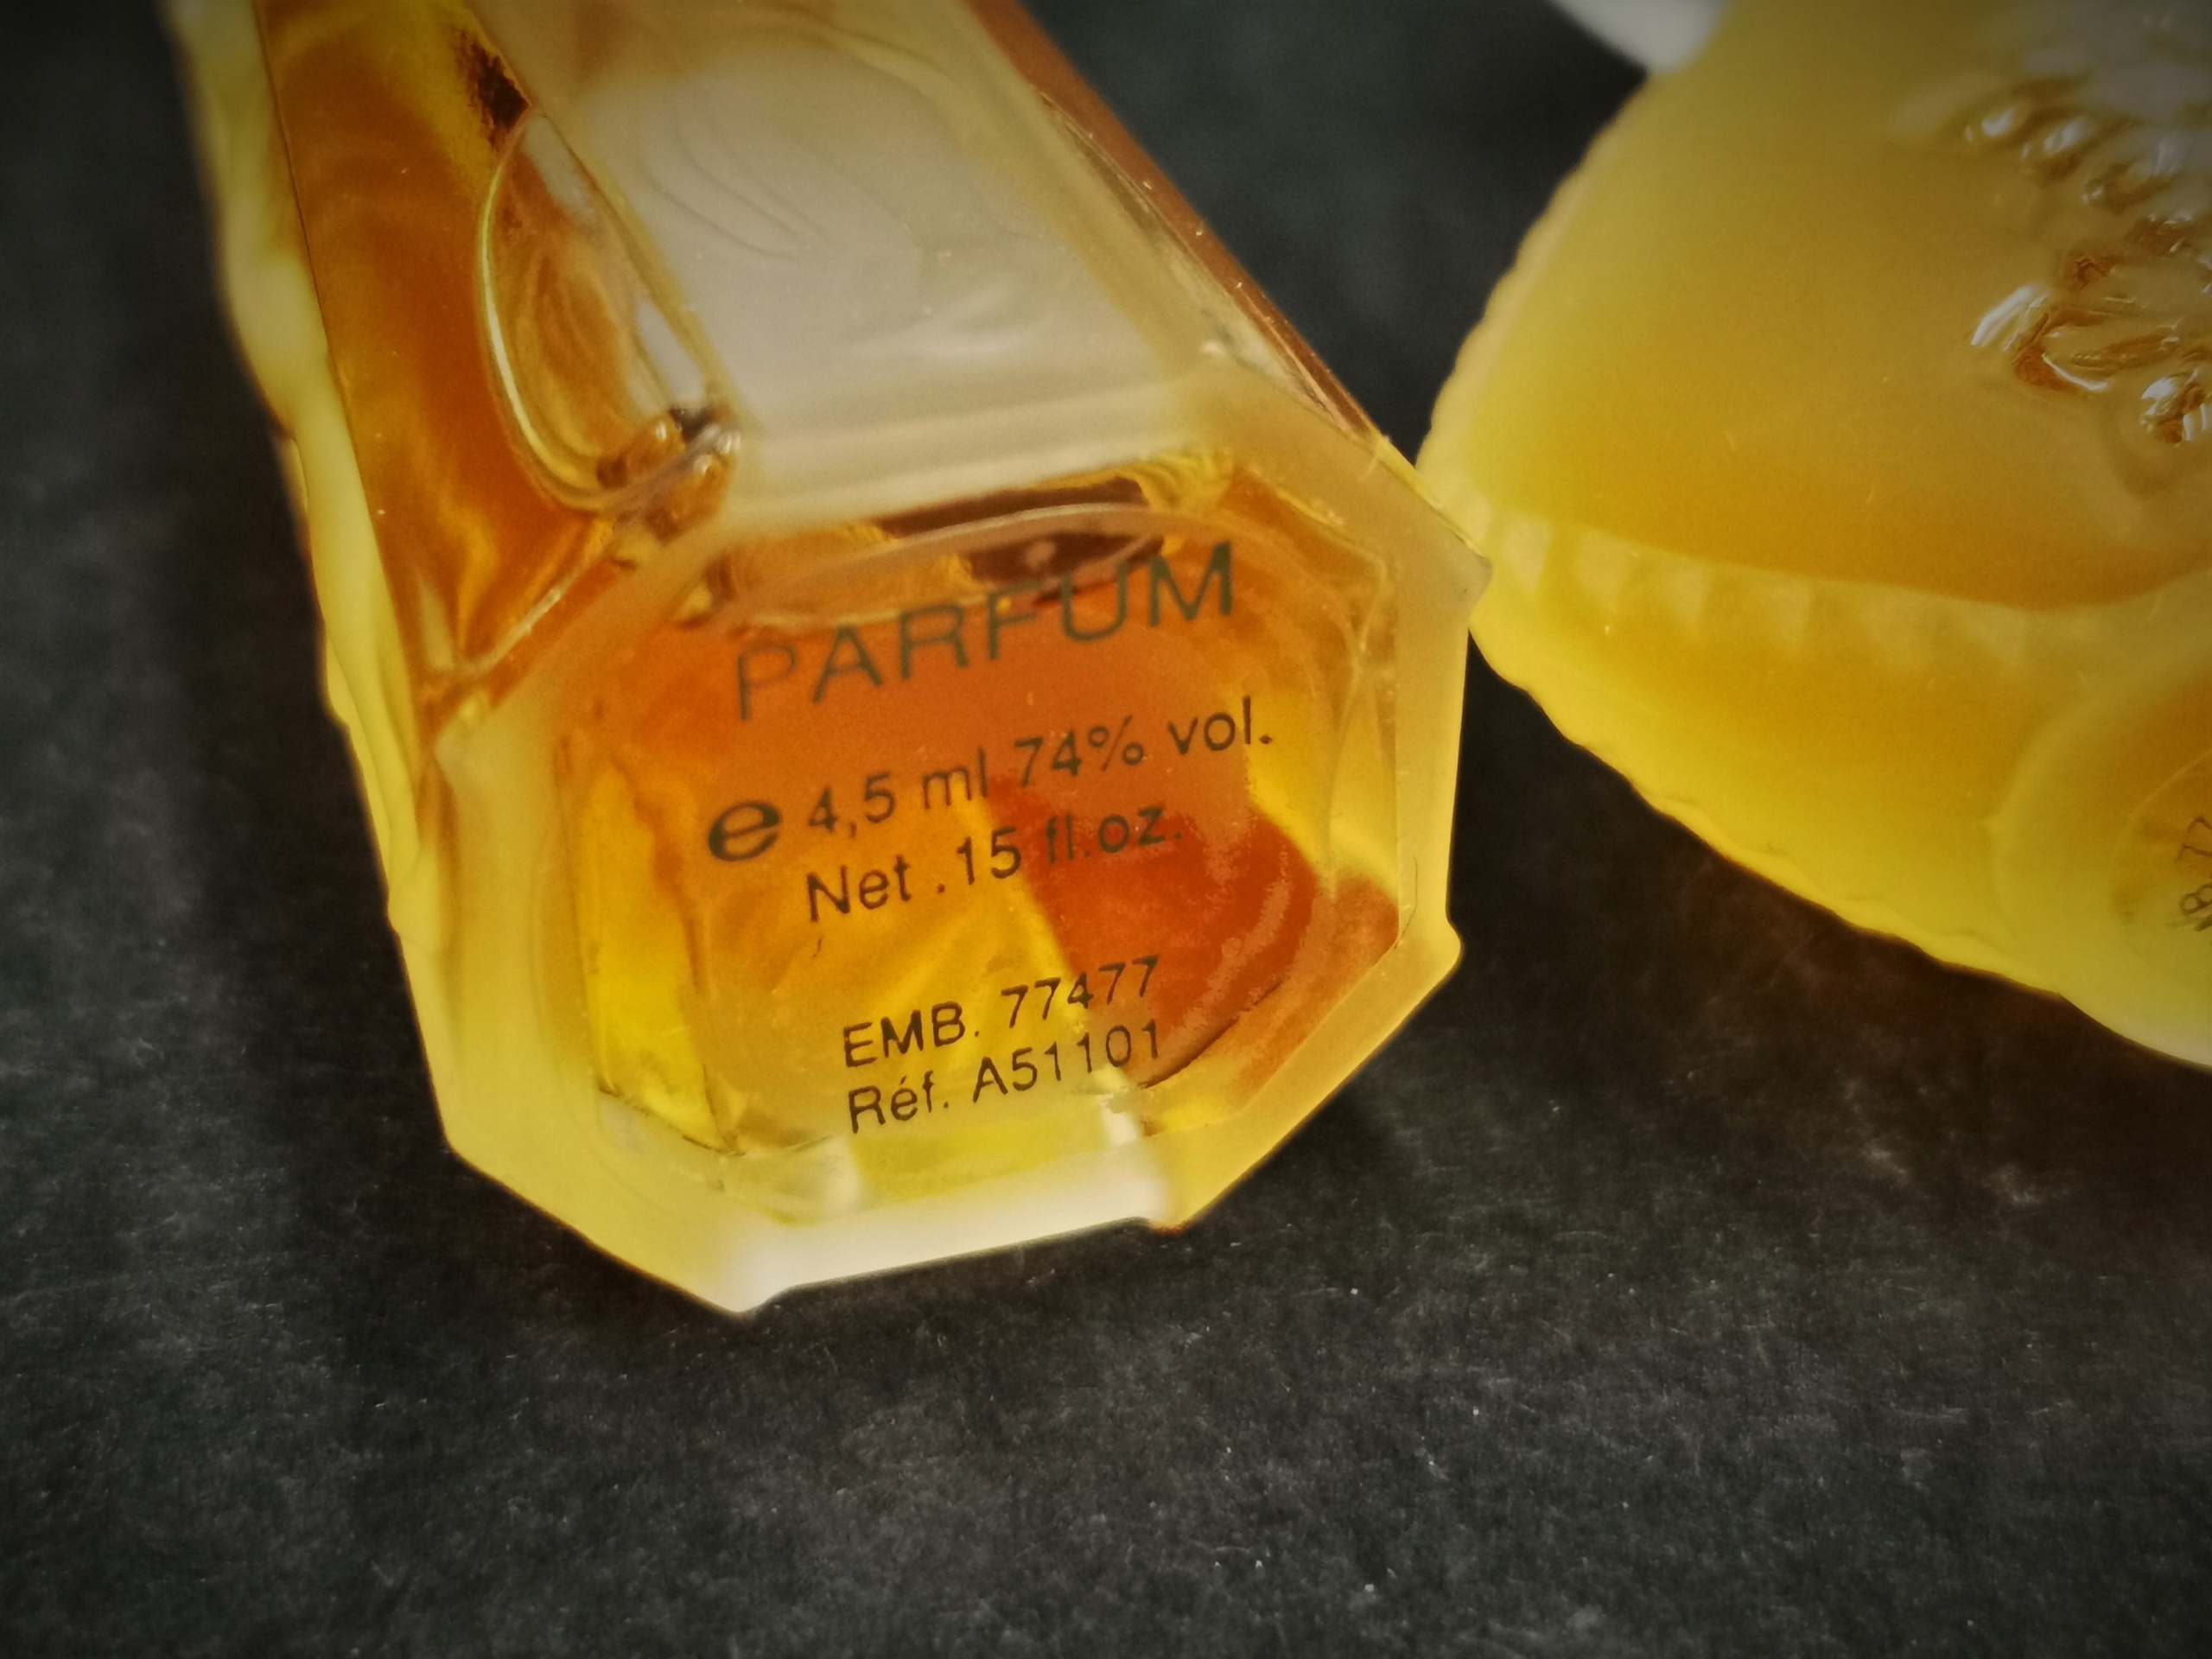 PARFUM
e 4,5 ml 74% vol.
Net .15 fl.oz.
EMB. 77477
Réf. A51101